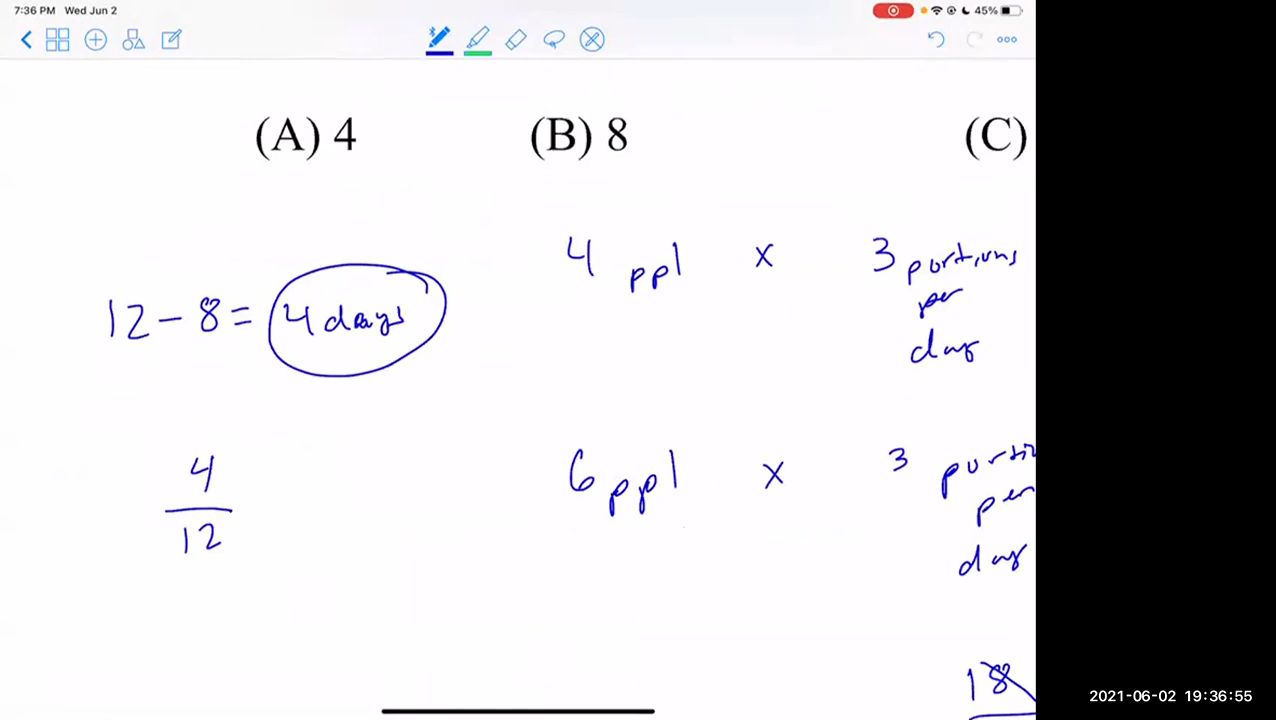 7:36 PM Wed Jun 2
45%
(A) 4 (B) 8 (C)
4 ppl x 3 portions
per
day
12 - 8 = 4 days
6 ppl x 3
per
day
4
12
18
2021-06-02 19:36:55